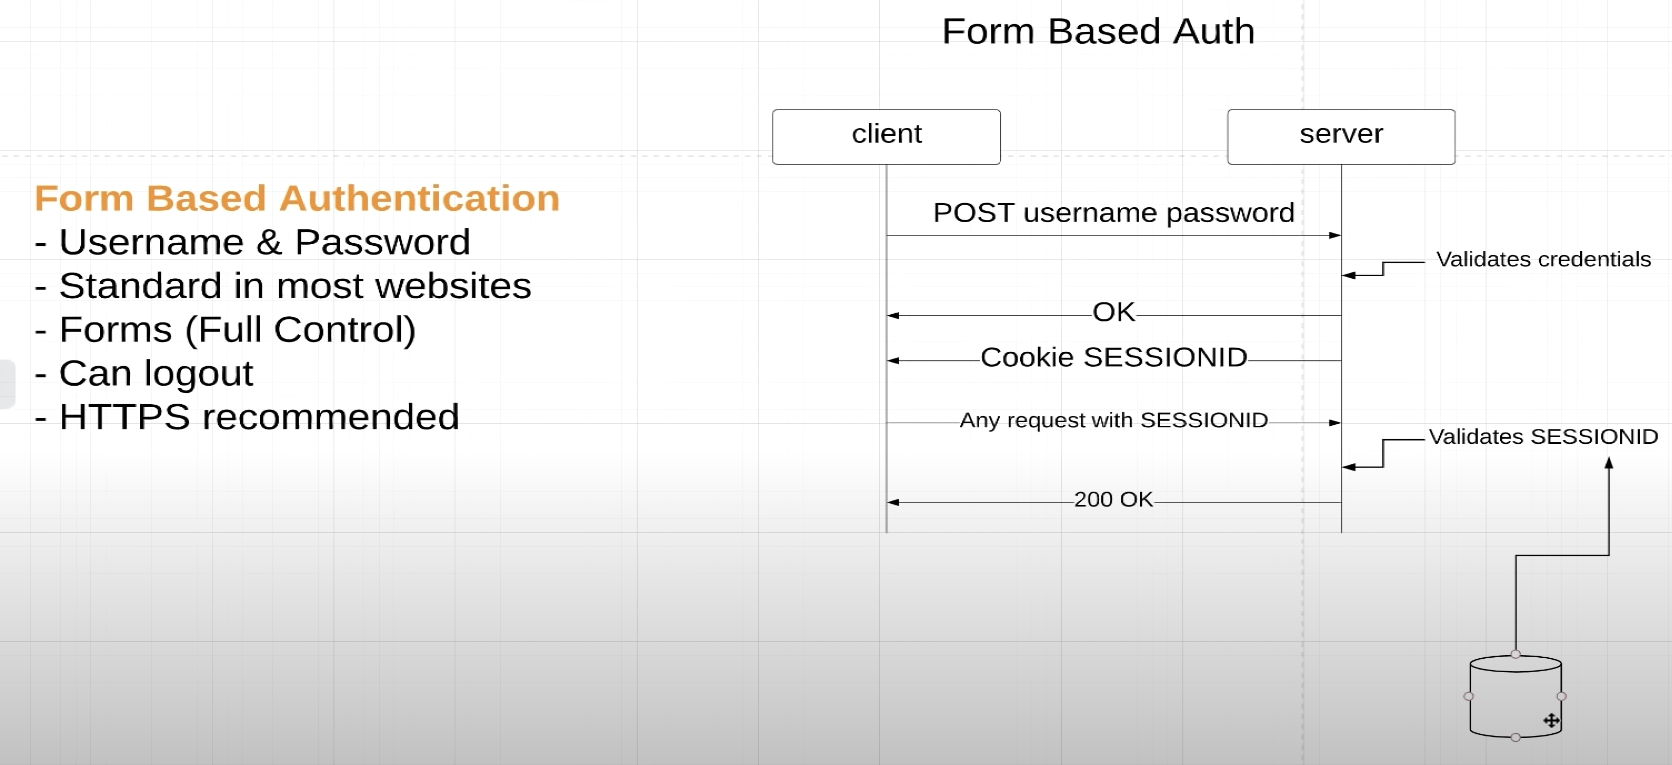 Form Based Auth
client
server
Form Based Authentication
- Username & Password
- Standard in most websites
- Forms (Full Control)
- Can logout
- HTTPS recommended
POST username password
Validates credentials
OK
Cookie SESSIONID
Any request with SESSIONID
Validates SESSIONID
200 OK